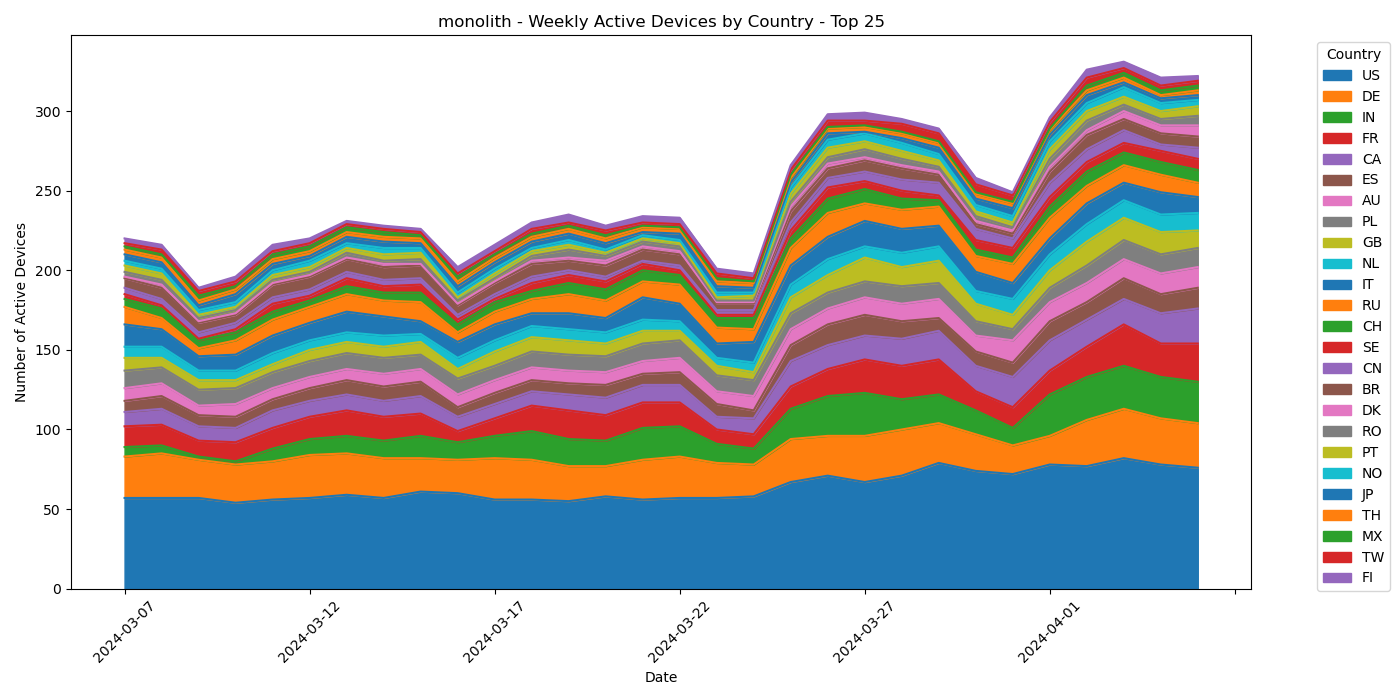 monolith - Weekly Active Devices by Country - Top 25
Number of Active Devices
300
250
200
150
100
50
0
2024-03-07
2024-03-12
2024-03-17
2024-03-22
2024-03-27
2024-04-01
Date
Country
US
DE
IN
FR
CA
ES
AU
PL
GB
NL
IT
RU
CH
SE
CN
BR
DK
RO
PT
NO
JP
TH
MX
TW
FI